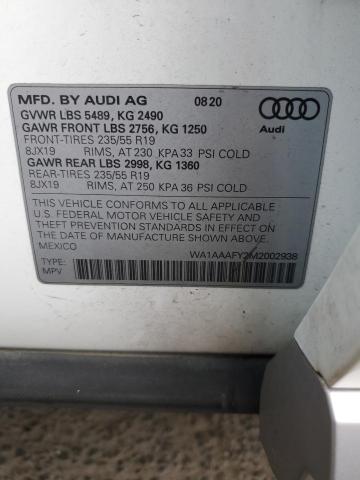 MFD. BY AUDI AG 08 20
GVWR LBS 5489, KG 2490
GAWR FRONT LBS 2756, KG 1250
FRONT-TIRES 235/55 R19
8JX19 RIMS, AT 230 KPA 33 PSI COLD
GAWR REAR LBS 2998, KG 1360
REAR-TIRES 235/55 R19
8JX19 RIMS, AT 250 KPA 36 PSI COLD
Audi
THIS VEHICLE CONFORMS TO ALL APPLICABLE
U.S. FEDERAL MOTOR VEHICLE SAFETY AND
THEFT PREVENTION STANDARDS IN EFFECT ON
THE DATE OF MANUFACTURE SHOWN ABOVE.
MEXICO
WA1AAAFY2M2002938
TYPE:
MPV